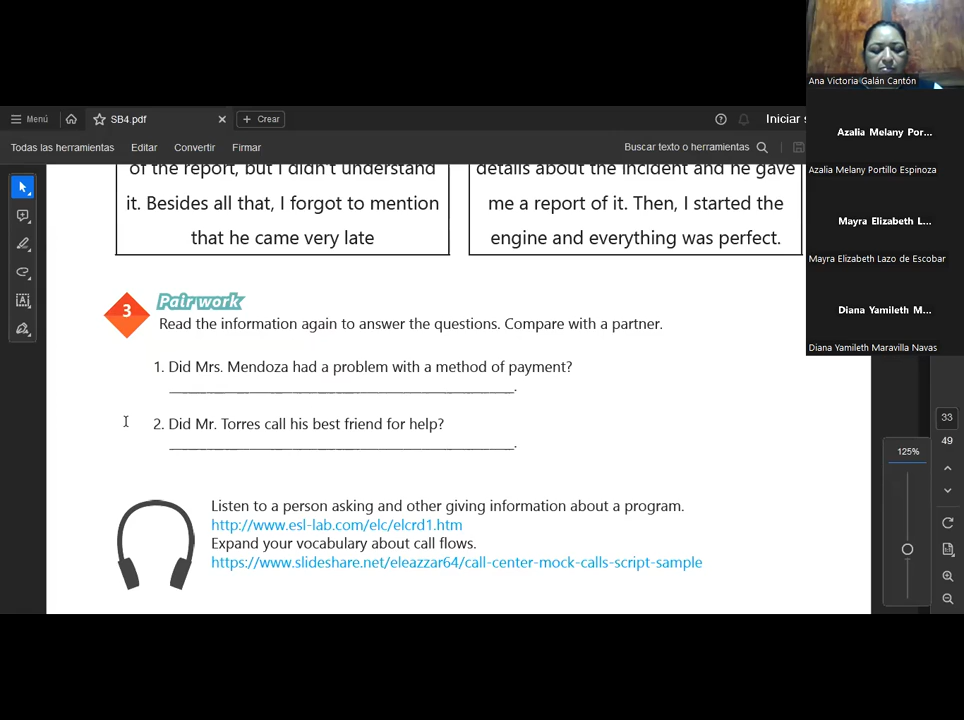 Ana Victoria Galán Cantón
Menú
SB4.pdf
Crear
Iniciar s
Todas las herramientas
Editar
Convertir
Firmar
Buscar texto o herramientas
Azalia Melany Por...
Azalia Melany Portillo Espinoza
Mayra Elizabeth L...
Mayra Elizabeth Lazo de Escobar
Diana Yamileth M...
Diana Yamileth Maravilla Navas
of the report, but I didn't understand
it. Besides all that, I forgot to mention
that he came very late
details about the incident and he gave
me a report of it. Then, I started the
engine and everything was perfect.
3
Pair work
Read the information again to answer the questions. Compare with a partner.
1. Did Mrs. Mendoza had a problem with a method of payment?
2. Did Mr. Torres call his best friend for help?
Listen to a person asking and other giving information about a program.
http://www.esl-lab.com/elc/elcrd1.htm
Expand your vocabulary about call flows.
https://www.slideshare.net/eleazzar64/call-center-mock-calls-script-sample
33
49
125%